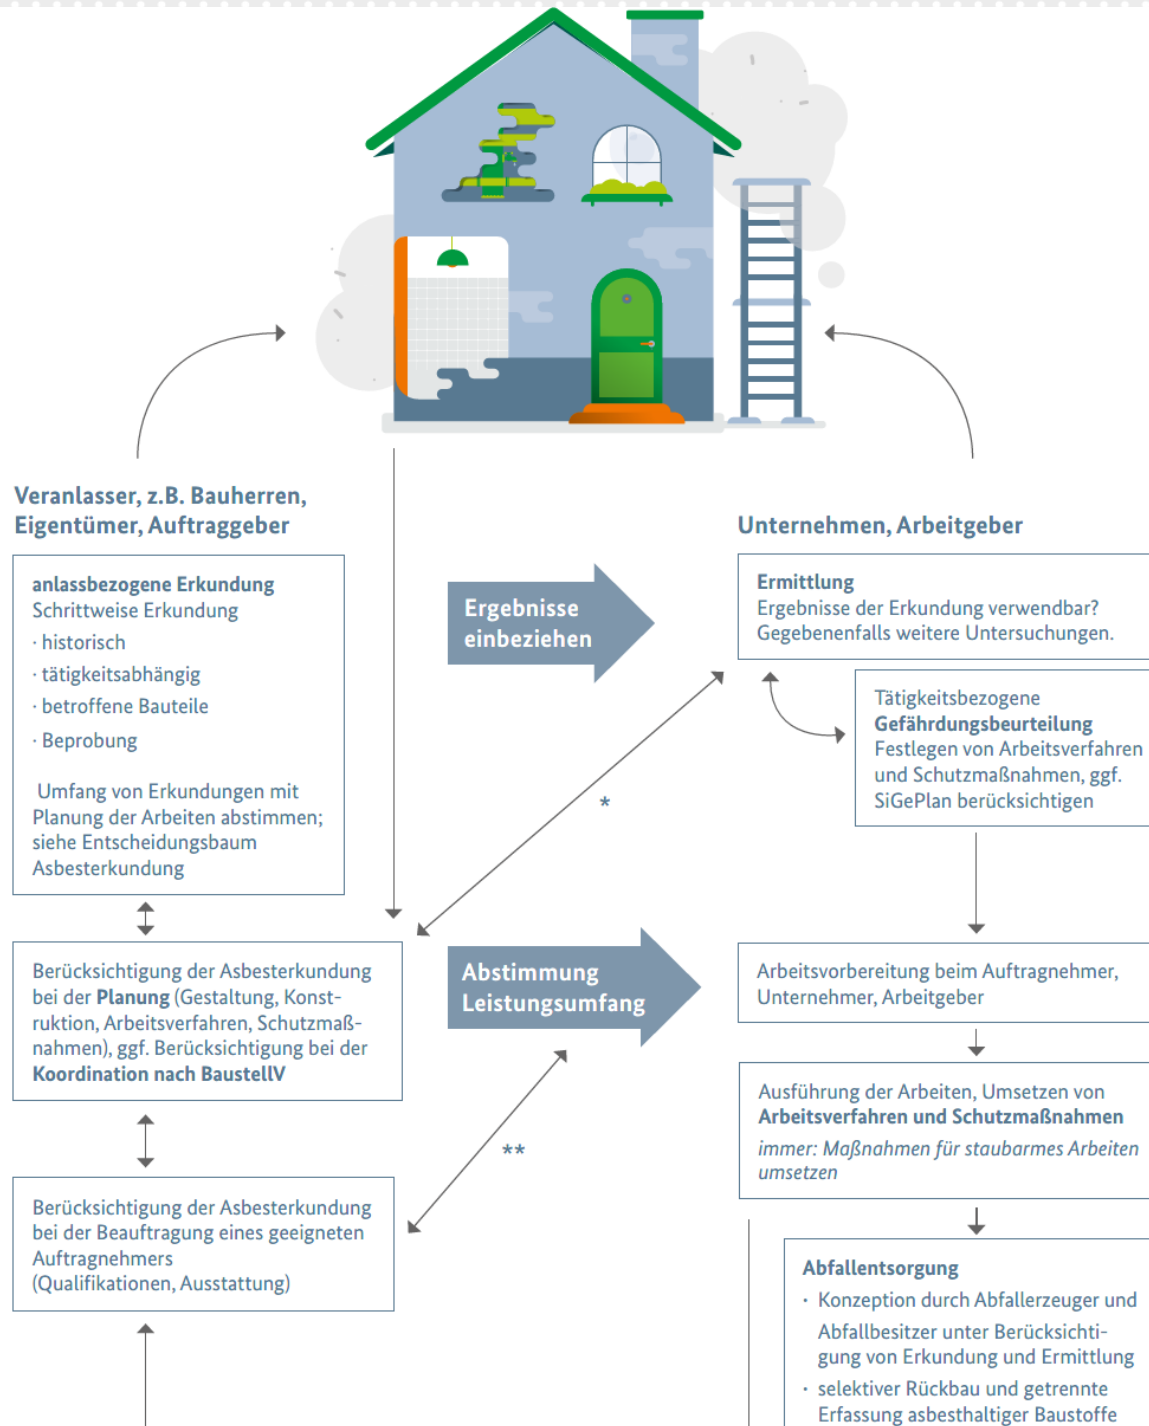 Veranlasser, z.B. Bauherren,
Eigentümer, Auftraggeber
anlassbezogene Erkundung
Schrittweise Erkundung
· historisch
· tätigkeitsabhängig
· betroffene Bauteile
· Beprobung
Umfang von Erkundungen mit
Planung der Arbeiten abstimmen;
siehe Entscheidungsbaum
Asbesterkundung
Ergebnisse
einbeziehen
Unternehmen, Arbeitgeber
Ermittlung
Ergebnisse der Erkundung verwendbar?
Gegebenenfalls weitere Untersuchungen.
Tätigkeitsbezogene
Gefährdungsbeurteilung
Festlegen von Arbeitsverfahren
und Schutzmaßnahmen, ggf.
SiGePlan berücksichtigen
*
Berücksichtigung der Asbesterkundung
bei der Planung (Gestaltung, Konst-
ruktion, Arbeitsverfahren, Schutzmaß-
nahmen), ggf. Berücksichtigung bei der
Koordination nach BaustellV
Abstimmung
Leistungsumfang
Arbeitsvorbereitung beim Auftragnehmer,
Unternehmer, Arbeitgeber
Ausführung der Arbeiten, Umsetzen von
Arbeitsverfahren und Schutzmaßnahmen
immer: Maßnahmen für staubarmes Arbeiten
umsetzen
**
Berücksichtigung der Asbesterkundung
bei der Beauftragung eines geeigneten
Auftragnehmers
(Qualifikationen, Ausstattung)
Abfallentsorgung
· Konzeption durch Abfallerzeuger und
Abfallbesitzer unter Berücksichti-
gung von Erkundung und Ermittlung
· selektiver Rückbau und getrennte
Erfassung asbesthaltiger Baustoffe